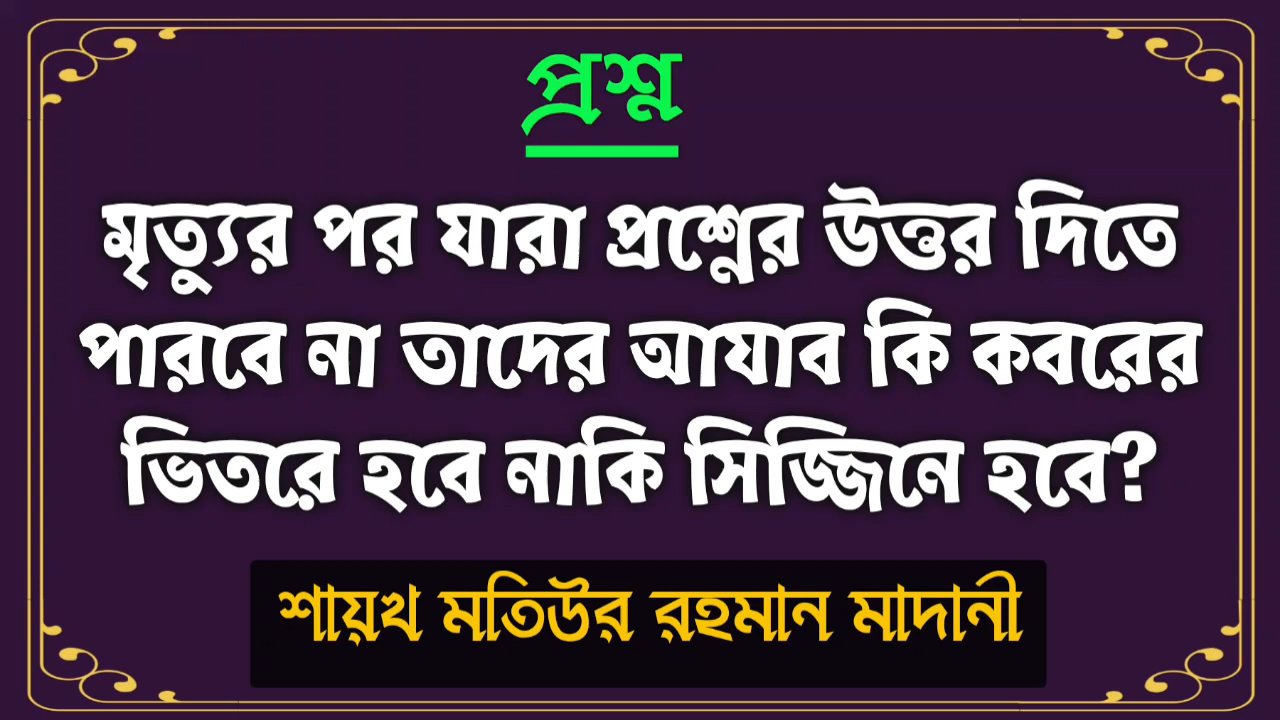 প্রশ্ন
মৃত্যুর পর যারা প্রশ্নের উত্তর দিতে
পারবে না তাদের আযাব কি কবরের
ভিতরে হবে নাকি সিজ্জিনে হবে?
শায়খ মতিউর রহমান মাদানী